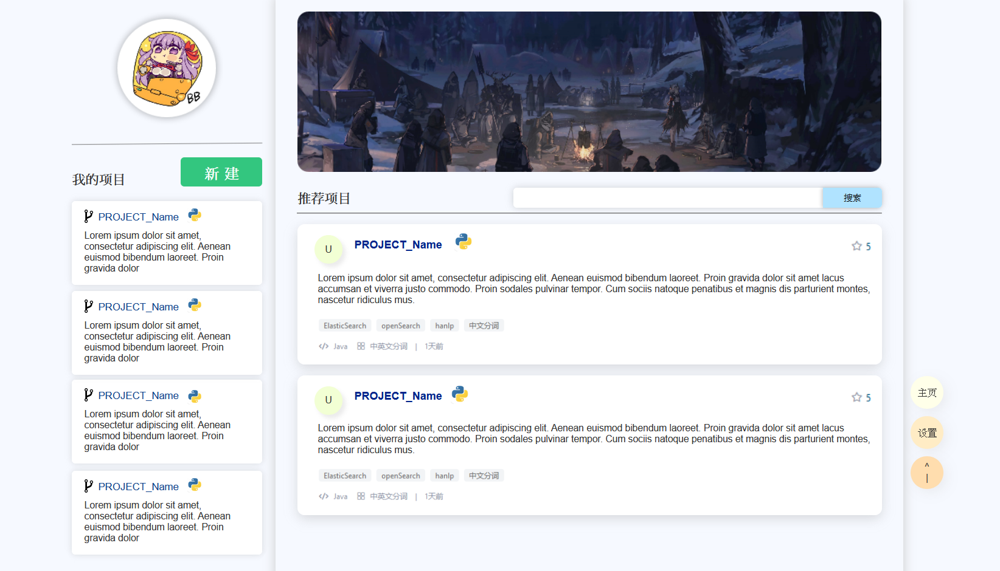 BB
我的项目
新 建
PROJECT_Name
Lorem ipsum dolor sit amet,
consectetur adipiscing elit. Aenean
euismod bibendum laoreet. Proin
gravida dolor
PROJECT_Name
Lorem ipsum dolor sit amet,
consectetur adipiscing elit. Aenean
euismod bibendum laoreet. Proin
gravida dolor
PROJECT_Name
Lorem ipsum dolor sit amet,
consectetur adipiscing elit. Aenean
euismod bibendum laoreet. Proin
gravida dolor
PROJECT_Name
Lorem ipsum dolor sit amet,
consectetur adipiscing elit. Aenean
euismod bibendum laoreet. Proin
gravida dolor
推荐项目
搜索
U PROJECT_Name 5
Lorem ipsum dolor sit amet, consectetur adipiscing elit. Aenean euismod bibendum laoreet. Proin gravida dolor sit amet lacus
accumsan et viverra justo commodo. Proin sodales pulvinar tempor. Cum sociis natoque penatibus et magnis dis parturient montes,
nascetur ridiculus mus.
ElasticSearch openSearch hanlp 中文分词
</> Java 中英文分词 | 1天前
U PROJECT_Name 5
Lorem ipsum dolor sit amet, consectetur adipiscing elit. Aenean euismod bibendum laoreet. Proin gravida dolor sit amet lacus
accumsan et viverra justo commodo. Proin sodales pulvinar tempor. Cum sociis natoque penatibus et magnis dis parturient montes,
nascetur ridiculus mus.
ElasticSearch openSearch hanlp 中文分词
</> Java 中英文分词 | 1天前
主页
设置
^
|